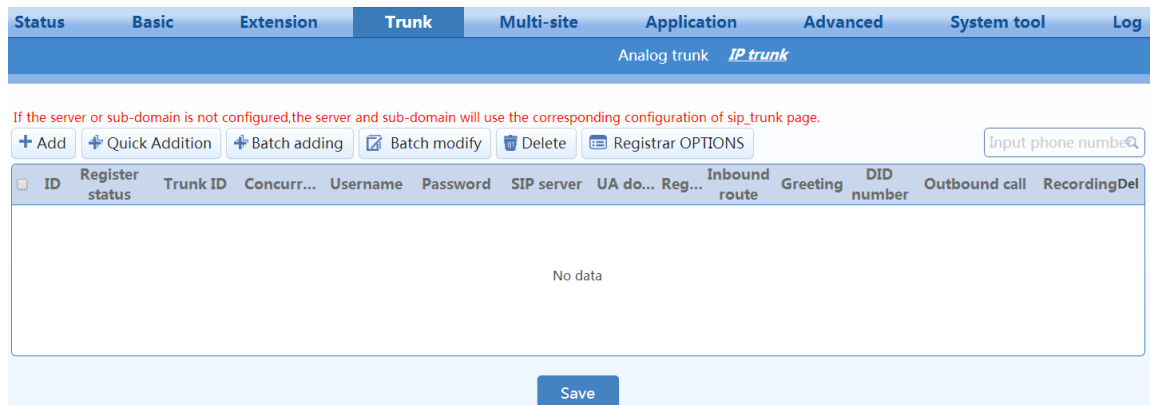 Status Basic Extension Trunk Multi-site Application Advanced System tool Log
Analog trunk IP trunk
If the server or sub-domain is not configured,the server and sub-domain will use the corresponding configuration of sip_trunk page.
Add Quick Addition Batch adding Batch modify Delete Registrar OPTIONS Input phone numbe
ID Register status Trunk ID Concurr... Username Password SIP server UA do... Reg... Inbound route Greeting DID number Outbound call Recording Del
No data
Save